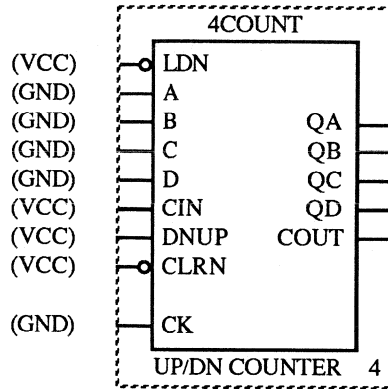 4COUNT
(VCC) LDN
(GND) A
(GND) B QA
(GND) C QB
(GND) D QC
(VCC) CIN QD
(VCC) DNUP COUT
(VCC) CLRN
(GND) CK
UP/DN COUNTER 4